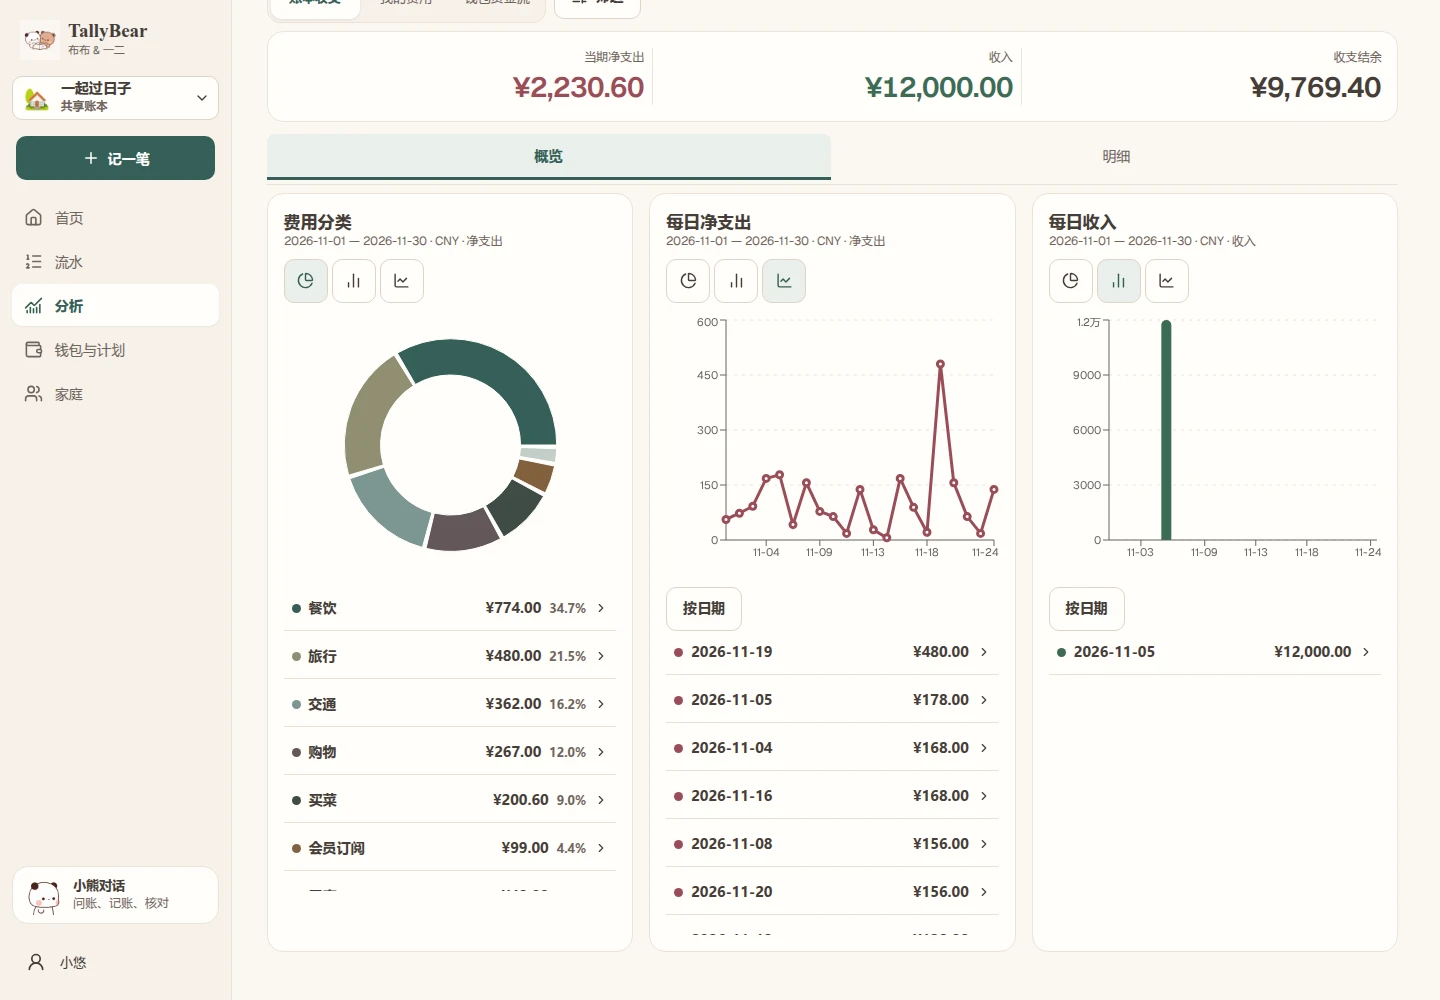 TallyBear
布布 & 一二
一起过日子
共享账本
记一笔
首页
流水
分析
钱包与计划
家庭
小熊对话
问账、记账、核对
小悠
当期净支出
¥2,230.60
收入
¥12,000.00
收支结余
¥9,769.40
概览
明细
费用分类
2026-11-01 — 2026-11-30 · CNY · 净支出
餐饮 ¥774.00 34.7%
旅行 ¥480.00 21.5%
交通 ¥362.00 16.2%
购物 ¥267.00 12.0%
买菜 ¥200.60 9.0%
会员订阅 ¥99.00 4.4%
每日净支出
2026-11-01 — 2026-11-30 · CNY · 净支出
600
450
300
150
0
11-04 11-09 11-13 11-18 11-24
按日期
2026-11-19 ¥480.00
2026-11-05 ¥178.00
2026-11-04 ¥168.00
2026-11-16 ¥168.00
2026-11-08 ¥156.00
2026-11-20 ¥156.00
每日收入
2026-11-01 — 2026-11-30 · CNY · 收入
1.2万
9000
6000
3000
0
11-03 11-09 11-13 11-18 11-24
按日期
2026-11-05 ¥12,000.00